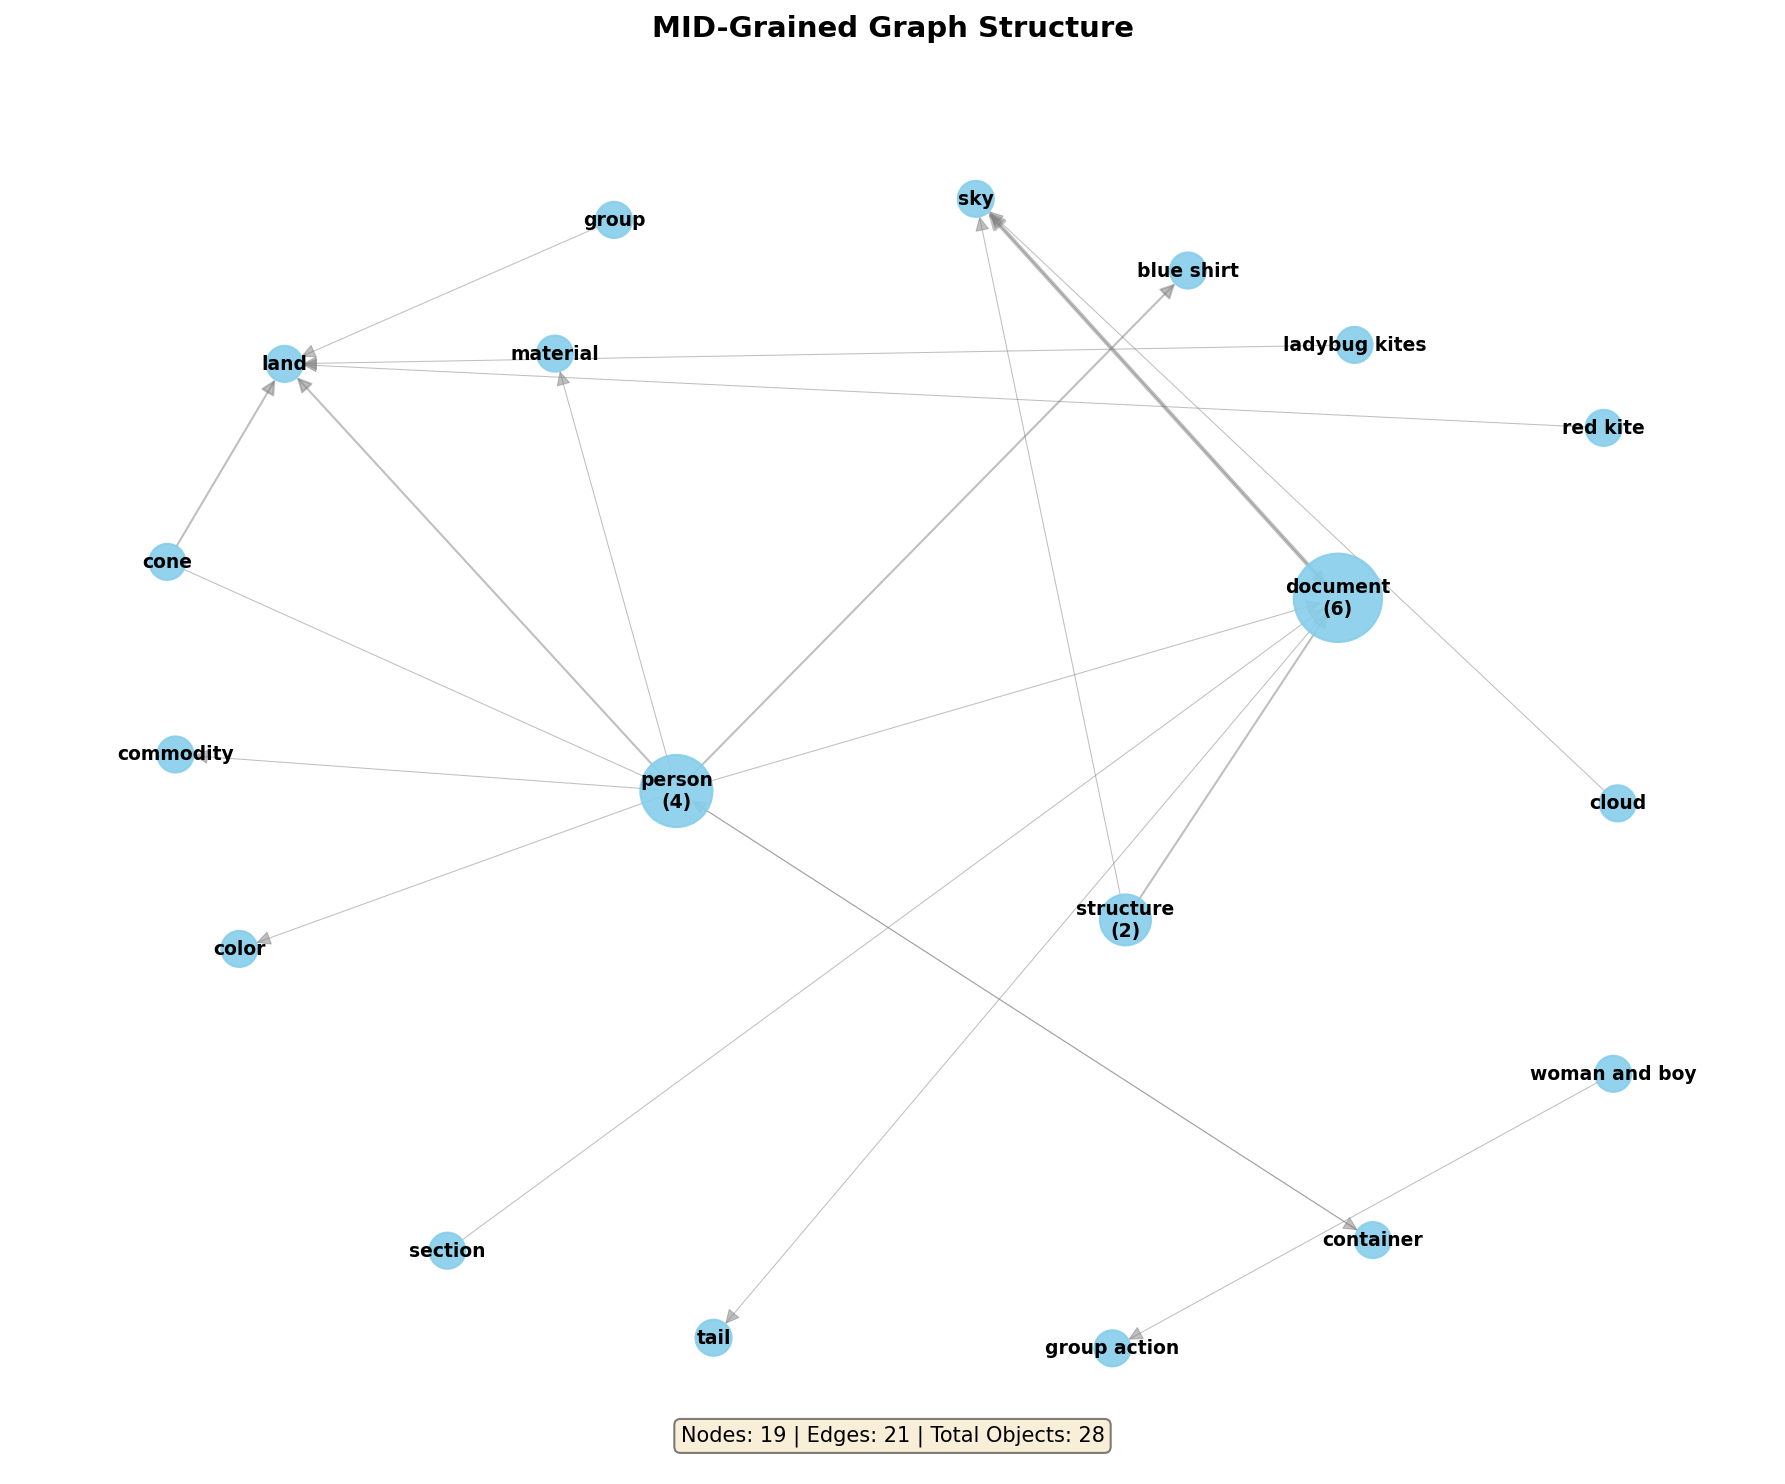 MID-Grained Graph Structure
sky
group
blue shirt
ladybug kites
material
land
red kite
cone
document
(6)
commodity
person
(4)
cloud
structure
(2)
color
woman and boy
container
section
tail
group action
Nodes: 19 | Edges: 21 | Total Objects: 28